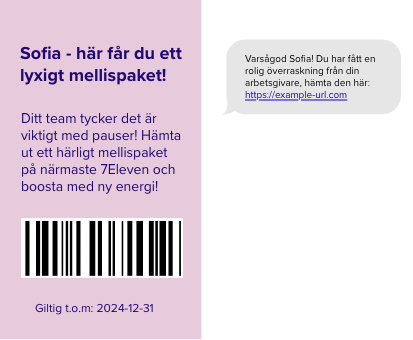 Sofia - här får du ett
lyxigt mellispaket!
Ditt team tycker det är
viktigt med pauser! Hämta
ut ett härligt mellispaket
på närmaste 7Eleven och
boosta med ny energi!
Giltig t.o.m: 2024-12-31
Varsågod Sofia! Du har fått en
rolig överraskning från din
arbetsgivare, hämta den här:
https://example-url.com